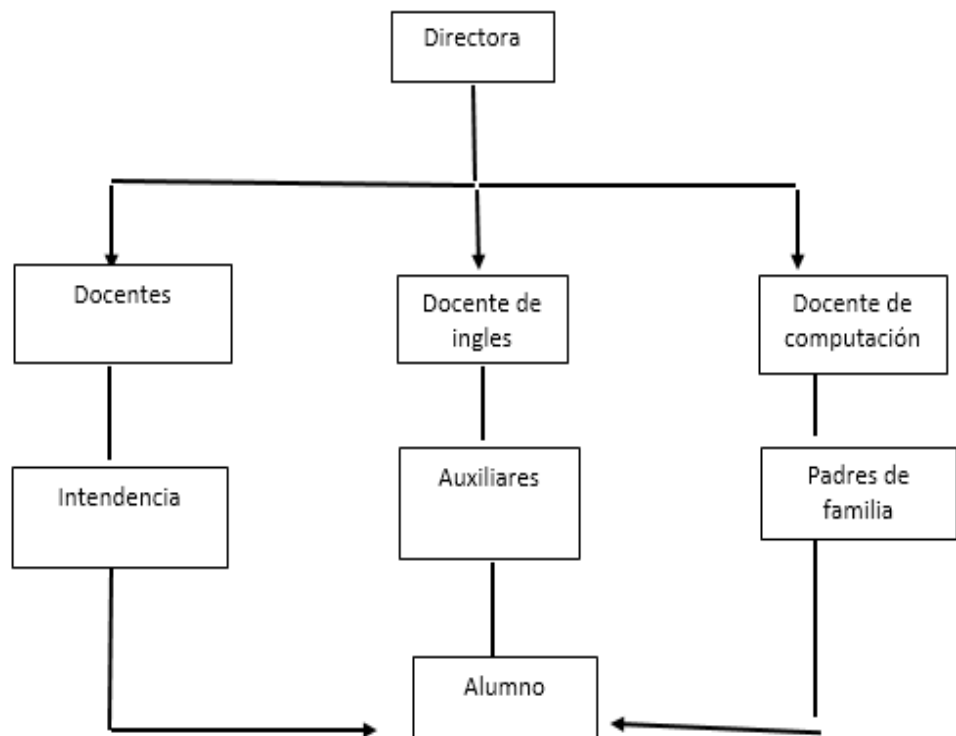 Directora
Docentes
Docente de
ingles
Docente de
computación
Intendencia
Auxiliares
Padres de
familia
Alumno